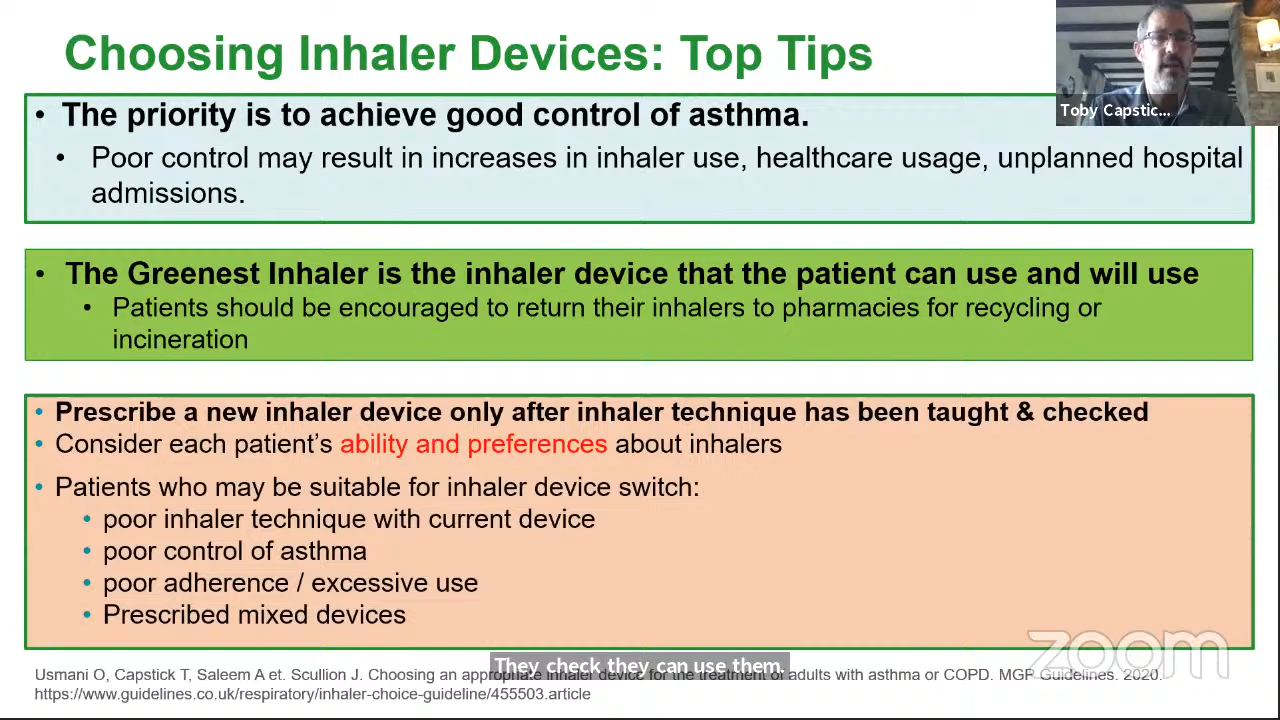 Choosing Inhaler Devices: Top Tips
Toby Capstic...
• The priority is to achieve good control of asthma.
• Poor control may result in increases in inhaler use, healthcare usage, unplanned hospital
admissions.
• The Greenest Inhaler is the inhaler device that the patient can use and will use
• Patients should be encouraged to return their inhalers to pharmacies for recycling or
incineration
• Prescribe a new inhaler device only after inhaler technique has been taught & checked
• Consider each patient's ability and preferences about inhalers
• Patients who may be suitable for inhaler device switch:
• poor inhaler technique with current device
• poor control of asthma
• poor adherence / excessive use
• Prescribed mixed devices
zoom
They check they can use them.
Usmani O, Capstick T, Saleem A et. Scullion J. Choosing an appropriate inhaler device for the treatment of adults with asthma or COPD. MGP Guidelines. 2020.
https://www.guidelines.co.uk/respiratory/inhaler-choice-guideline/455503.article